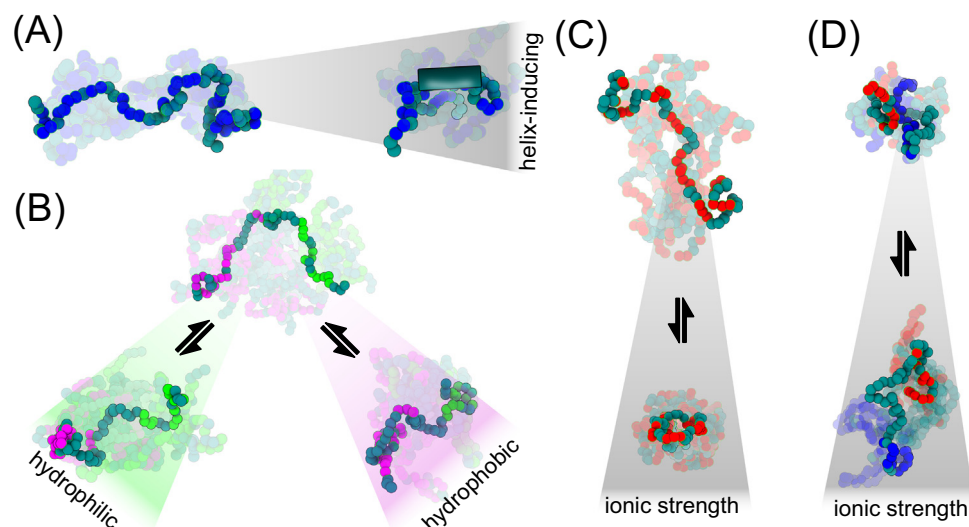 (A)
helix-inducing
(B)
hydrophilic
hydrophobic
(C)
ionic strength
(D)
ionic strength